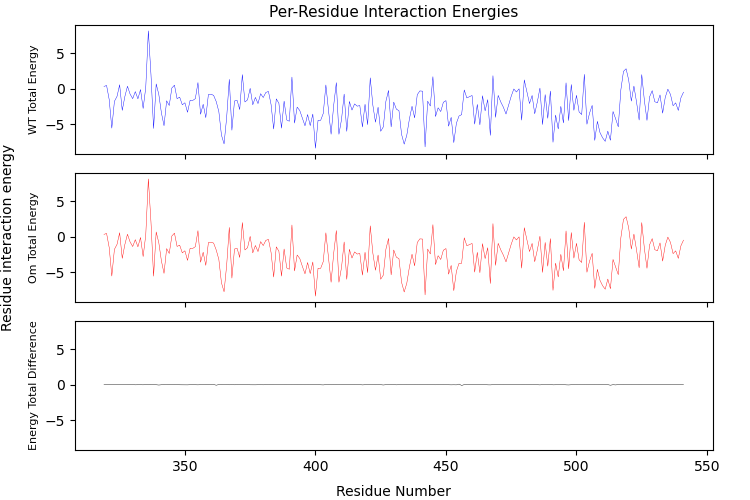 Per-Residue Interaction Energies
Residue interaction energy
WT Total Energy
5
0
−5
Om Total Energy
5
0
−5
Energy Total Difference
5
0
−5
350 400 450 500 550
Residue Number